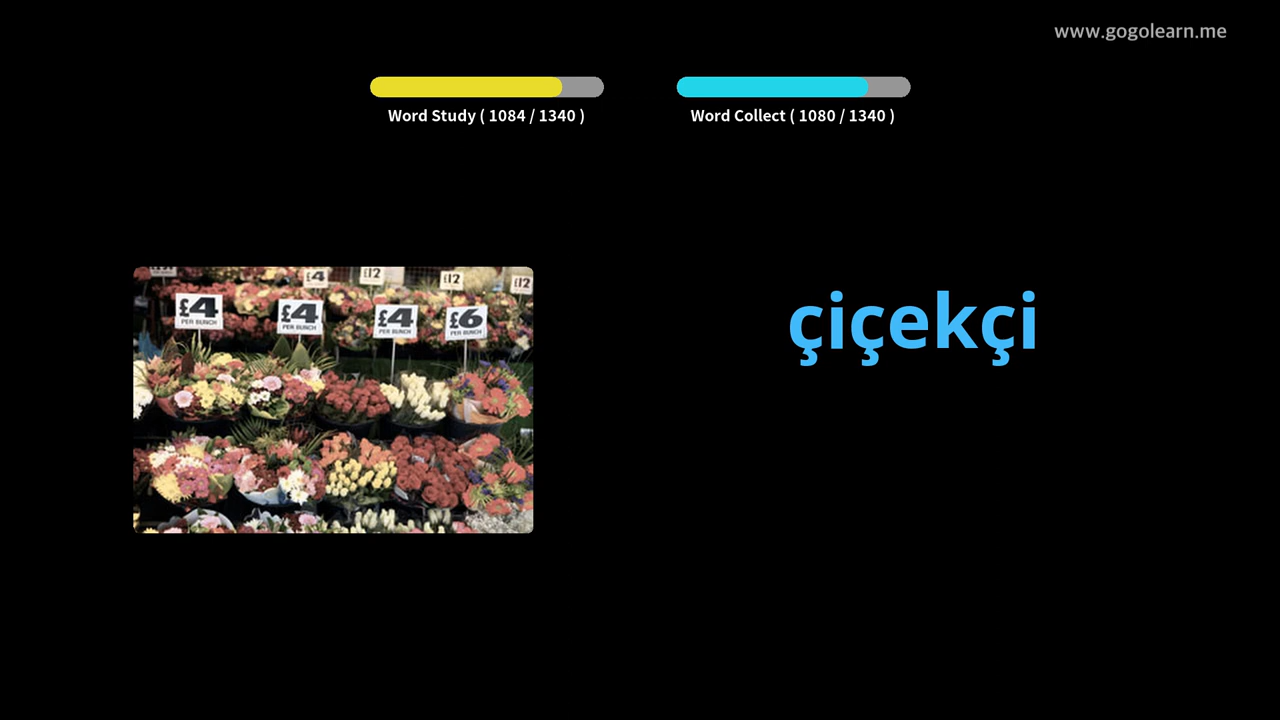 www.gogolearn.me
Word Study ( 1084 / 1340 )
Word Collect ( 1080 / 1340 )
£4
£12
£12
£12
£4
PER BUNCH
£4
PER BUNCH
£4
PER BUNCH
£6
PER BUNCH
çiçekçi